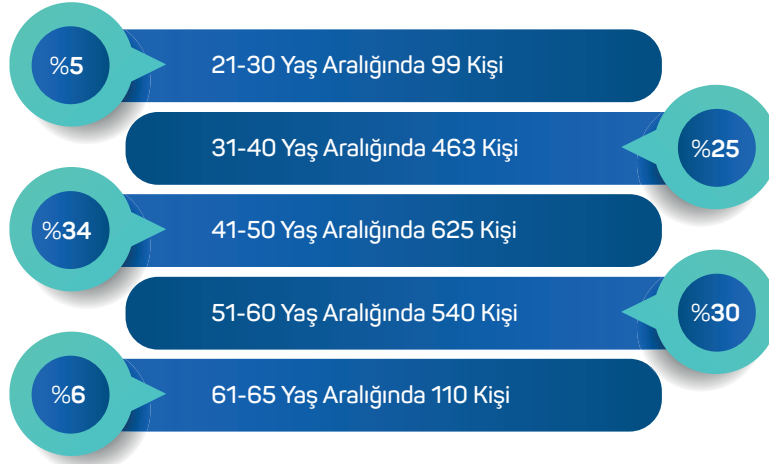 %5
21-30 Yaş Aralığında 99 Kişi
31-40 Yaş Aralığında 463 Kişi
%25
%34
41-50 Yaş Aralığında 625 Kişi
51-60 Yaş Aralığında 540 Kişi
%30
%6
61-65 Yaş Aralığında 110 Kişi